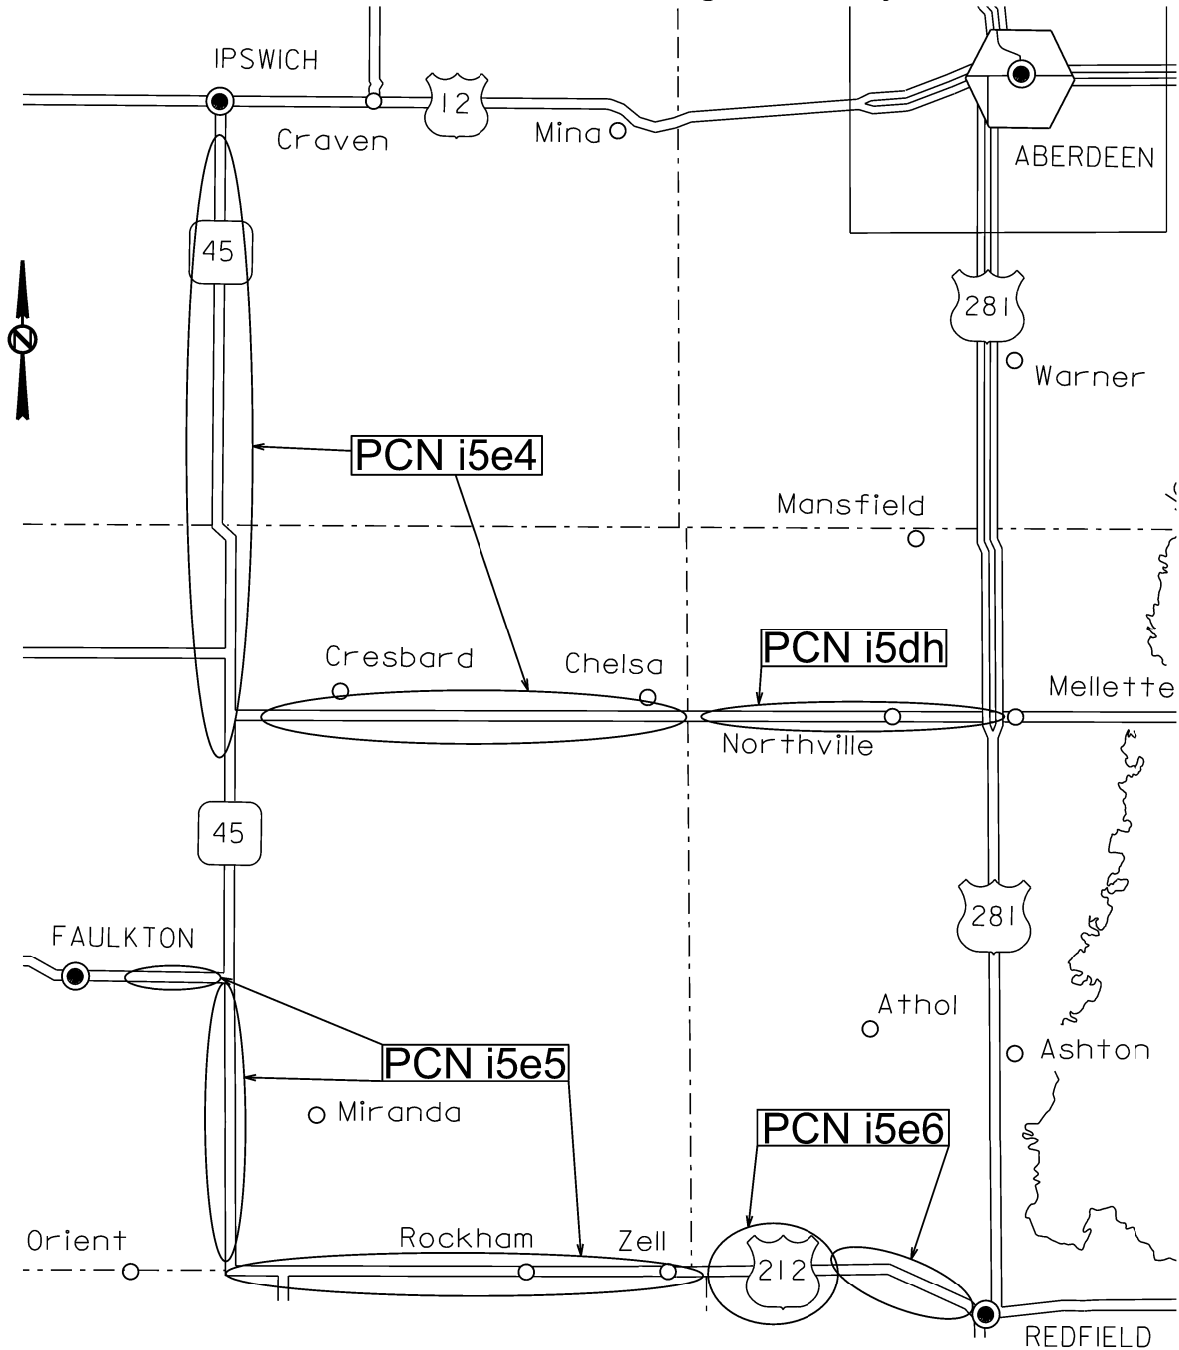 IPSWICH
12
Craven
Mina
ABERDEEN
45
N
281
Warner
PCN i5e4
Mansfield
PCN i5dh
Cresbard
Chelsa
Mellette
Northville
45
281
FAULKTON
Athol
Ashton
PCN i5e5
Miranda
PCN i5e6
Orient
Rockham
Zell
212
REDFIELD